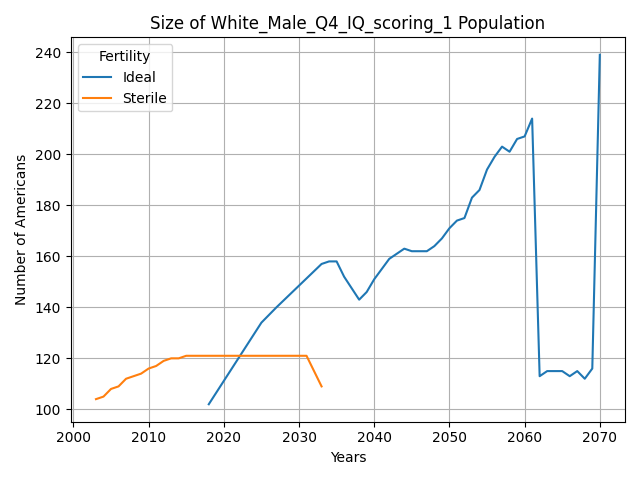 Size of White_Male_Q4_IQ_scoring_1 Population
Fertility
Ideal
Sterile
Number of Americans
240
220
200
180
160
140
120
100
2000 2010 2020 2030 2040 2050 2060 2070
Years